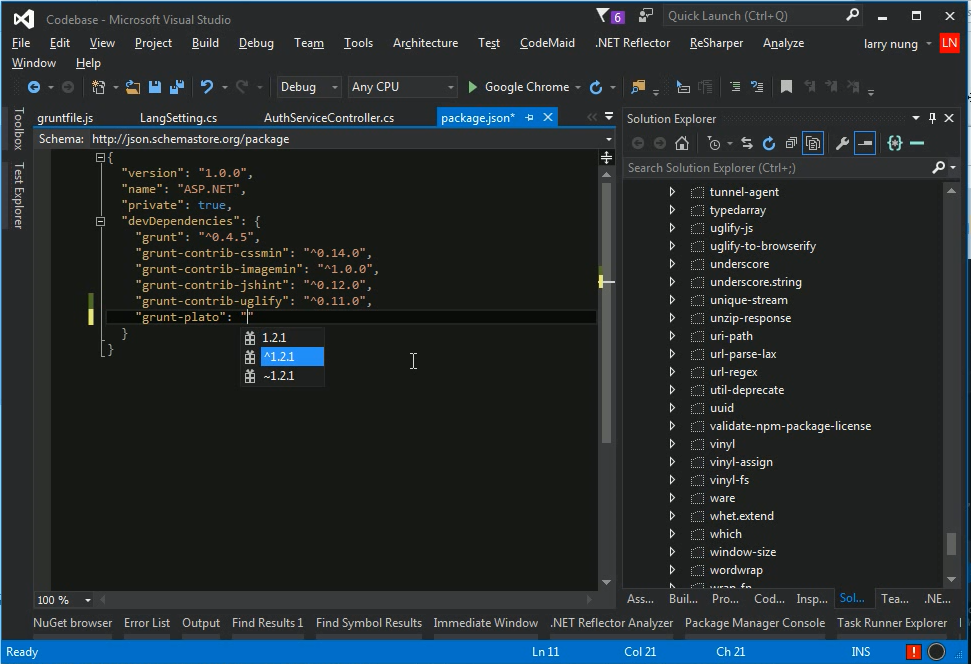 Codebase - Microsoft Visual Studio
6
Quick Launch (Ctrl+Q)
File Edit View Project Build Debug Team Tools Architecture Test CodeMaid .NET Reflector ReSharper Analyze larry nung LN
Window Help
Debug Any CPU Google Chrome
Toolbox
Test Explorer
gruntfile.js LangSetting.cs AuthServiceController.cs package.json*
Schema: http://json.schemastore.org/package
{
"version": "1.0.0",
"name": "ASP.NET",
"private": true,
"devDependencies": {
"grunt": "^0.4.5",
"grunt-contrib-cssmin": "^0.14.0",
"grunt-contrib-imagemin": "^1.0.0",
"grunt-contrib-jshint": "^0.12.0",
"grunt-contrib-uglify": "^0.11.0",
"grunt-plato": ""
}
}
1.2.1
^1.2.1
~1.2.1
100 %
Solution Explorer
Search Solution Explorer (Ctrl+;)
tunnel-agent
typedarray
uglify-js
uglify-to-browserify
underscore
underscore.string
unique-stream
unzip-response
uri-path
url-parse-lax
url-regex
util-deprecate
uuid
validate-npm-package-license
vinyl
vinyl-assign
vinyl-fs
ware
whet.extend
which
window-size
wordwrap
wrap-fn
Ass... Buil... Pro... Cod... Insp... Sol... Tea... .NE...
NuGet browser Error List Output Find Results 1 Find Symbol Results Immediate Window .NET Reflector Analyzer Package Manager Console Task Runner Explorer
Ready Ln 11 Col 21 Ch 21 INS